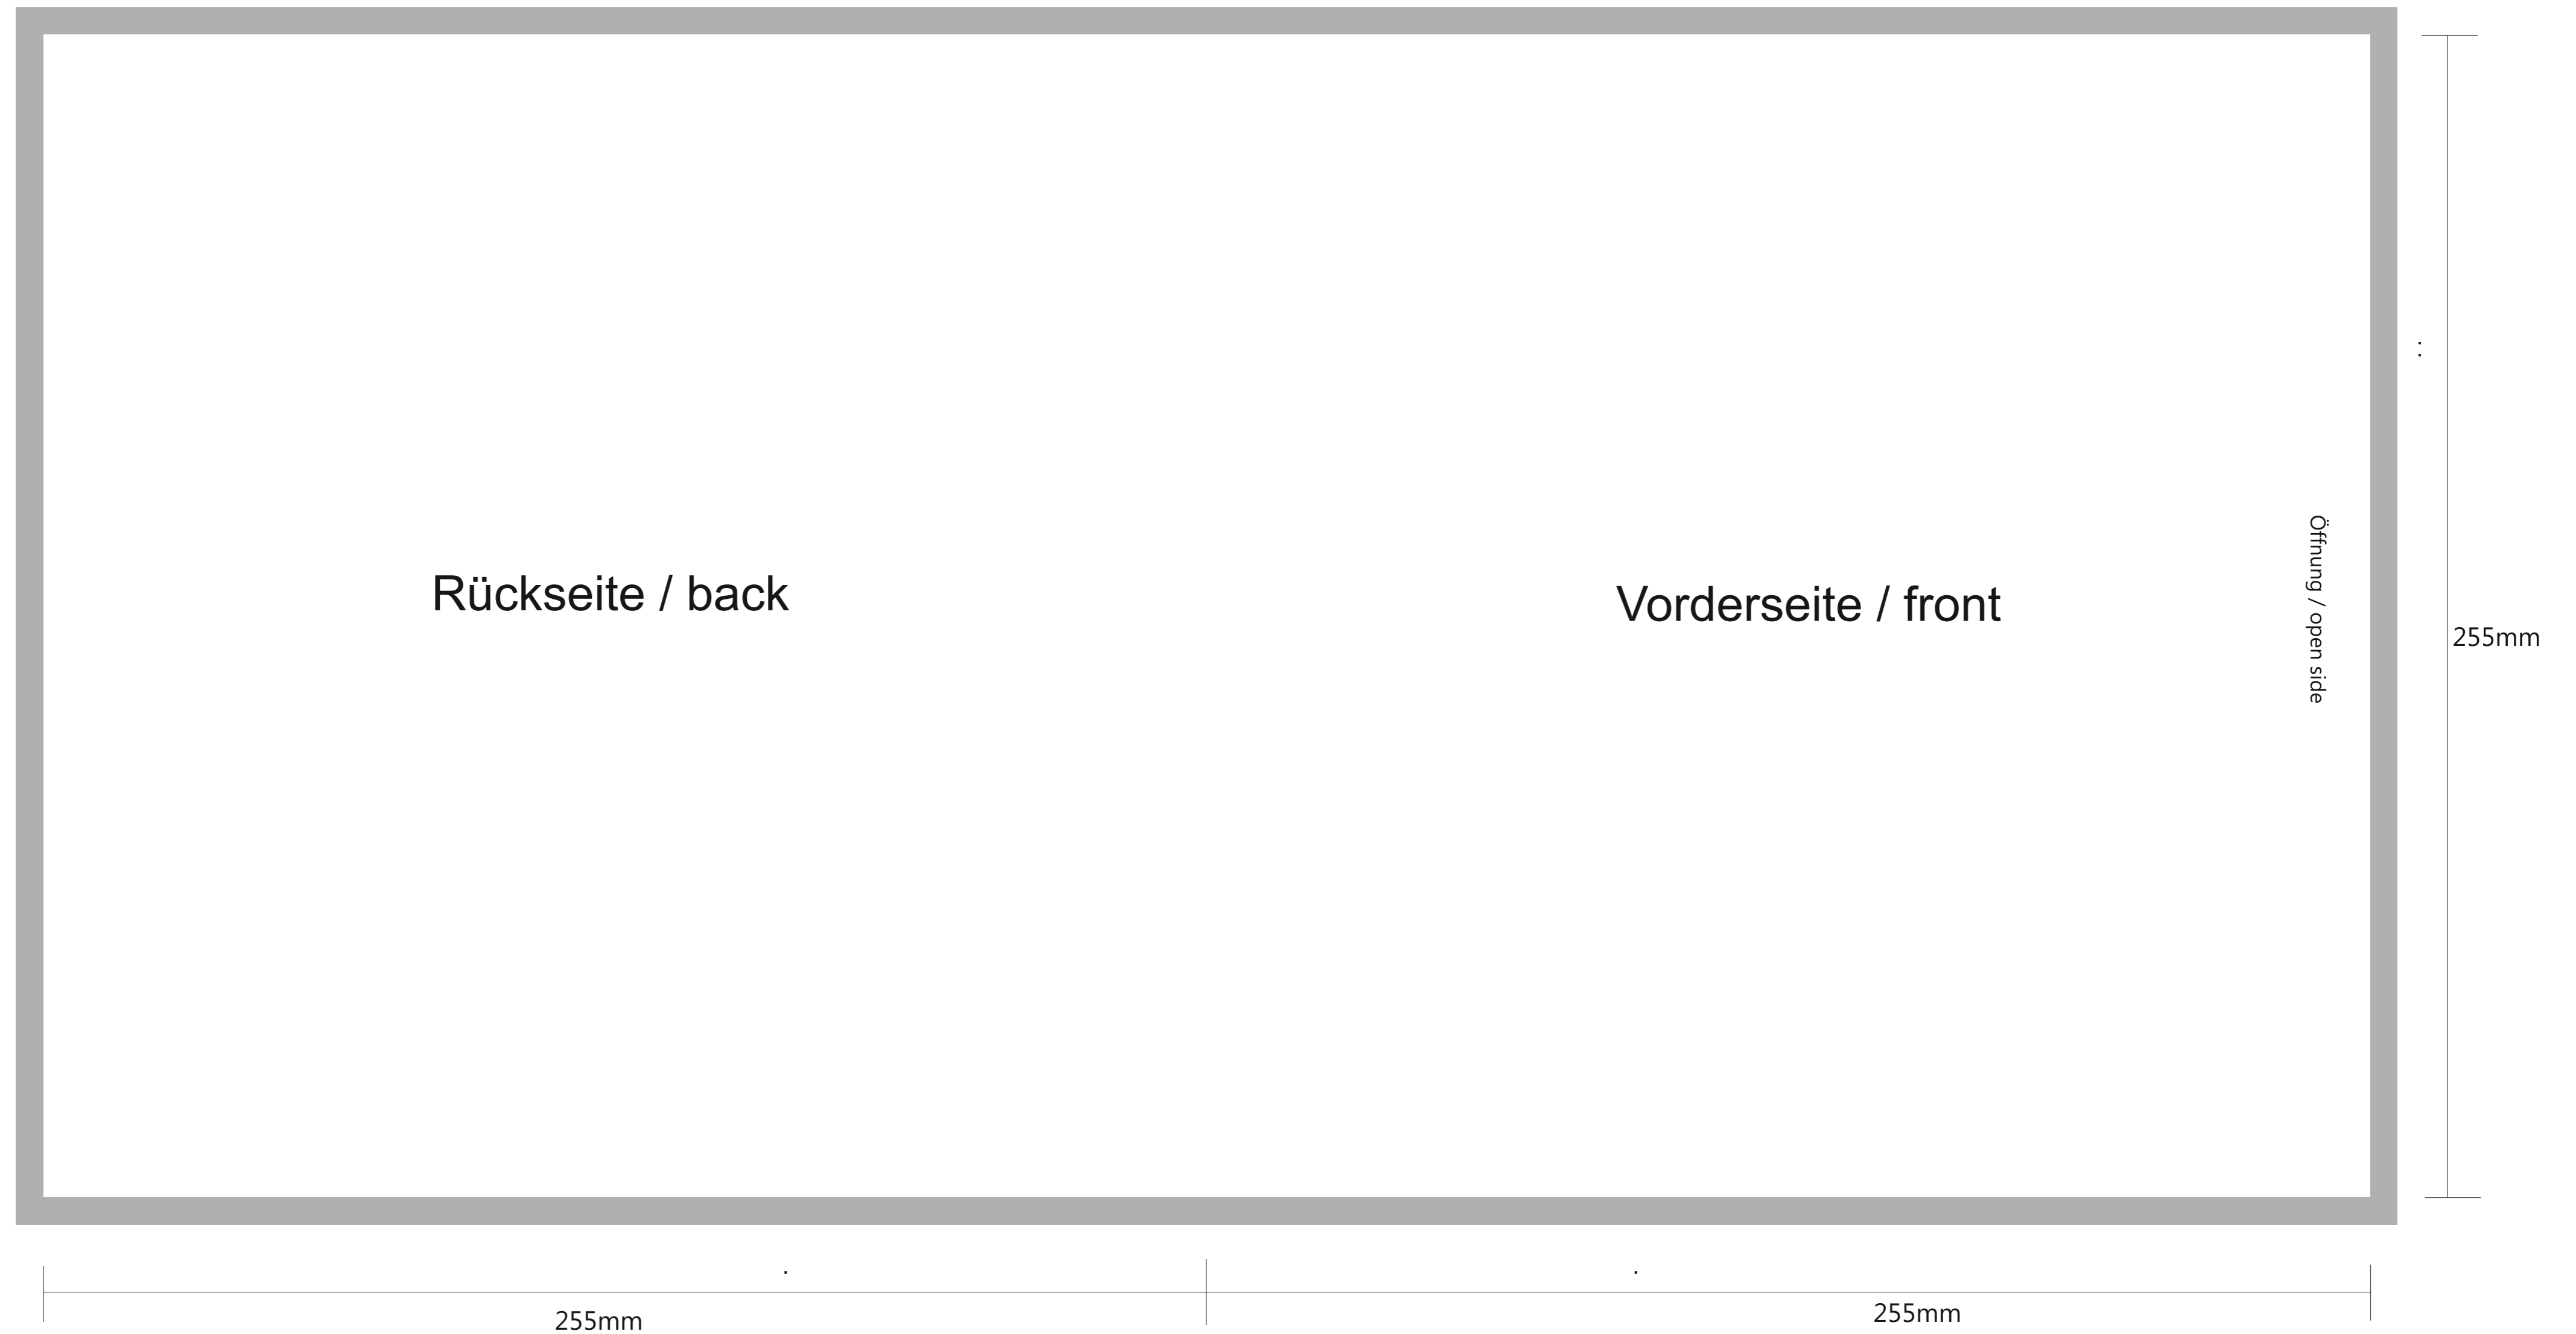 Rückseite / back
Vorderseite / front
Öffnung / open side
255mm
255mm
255mm